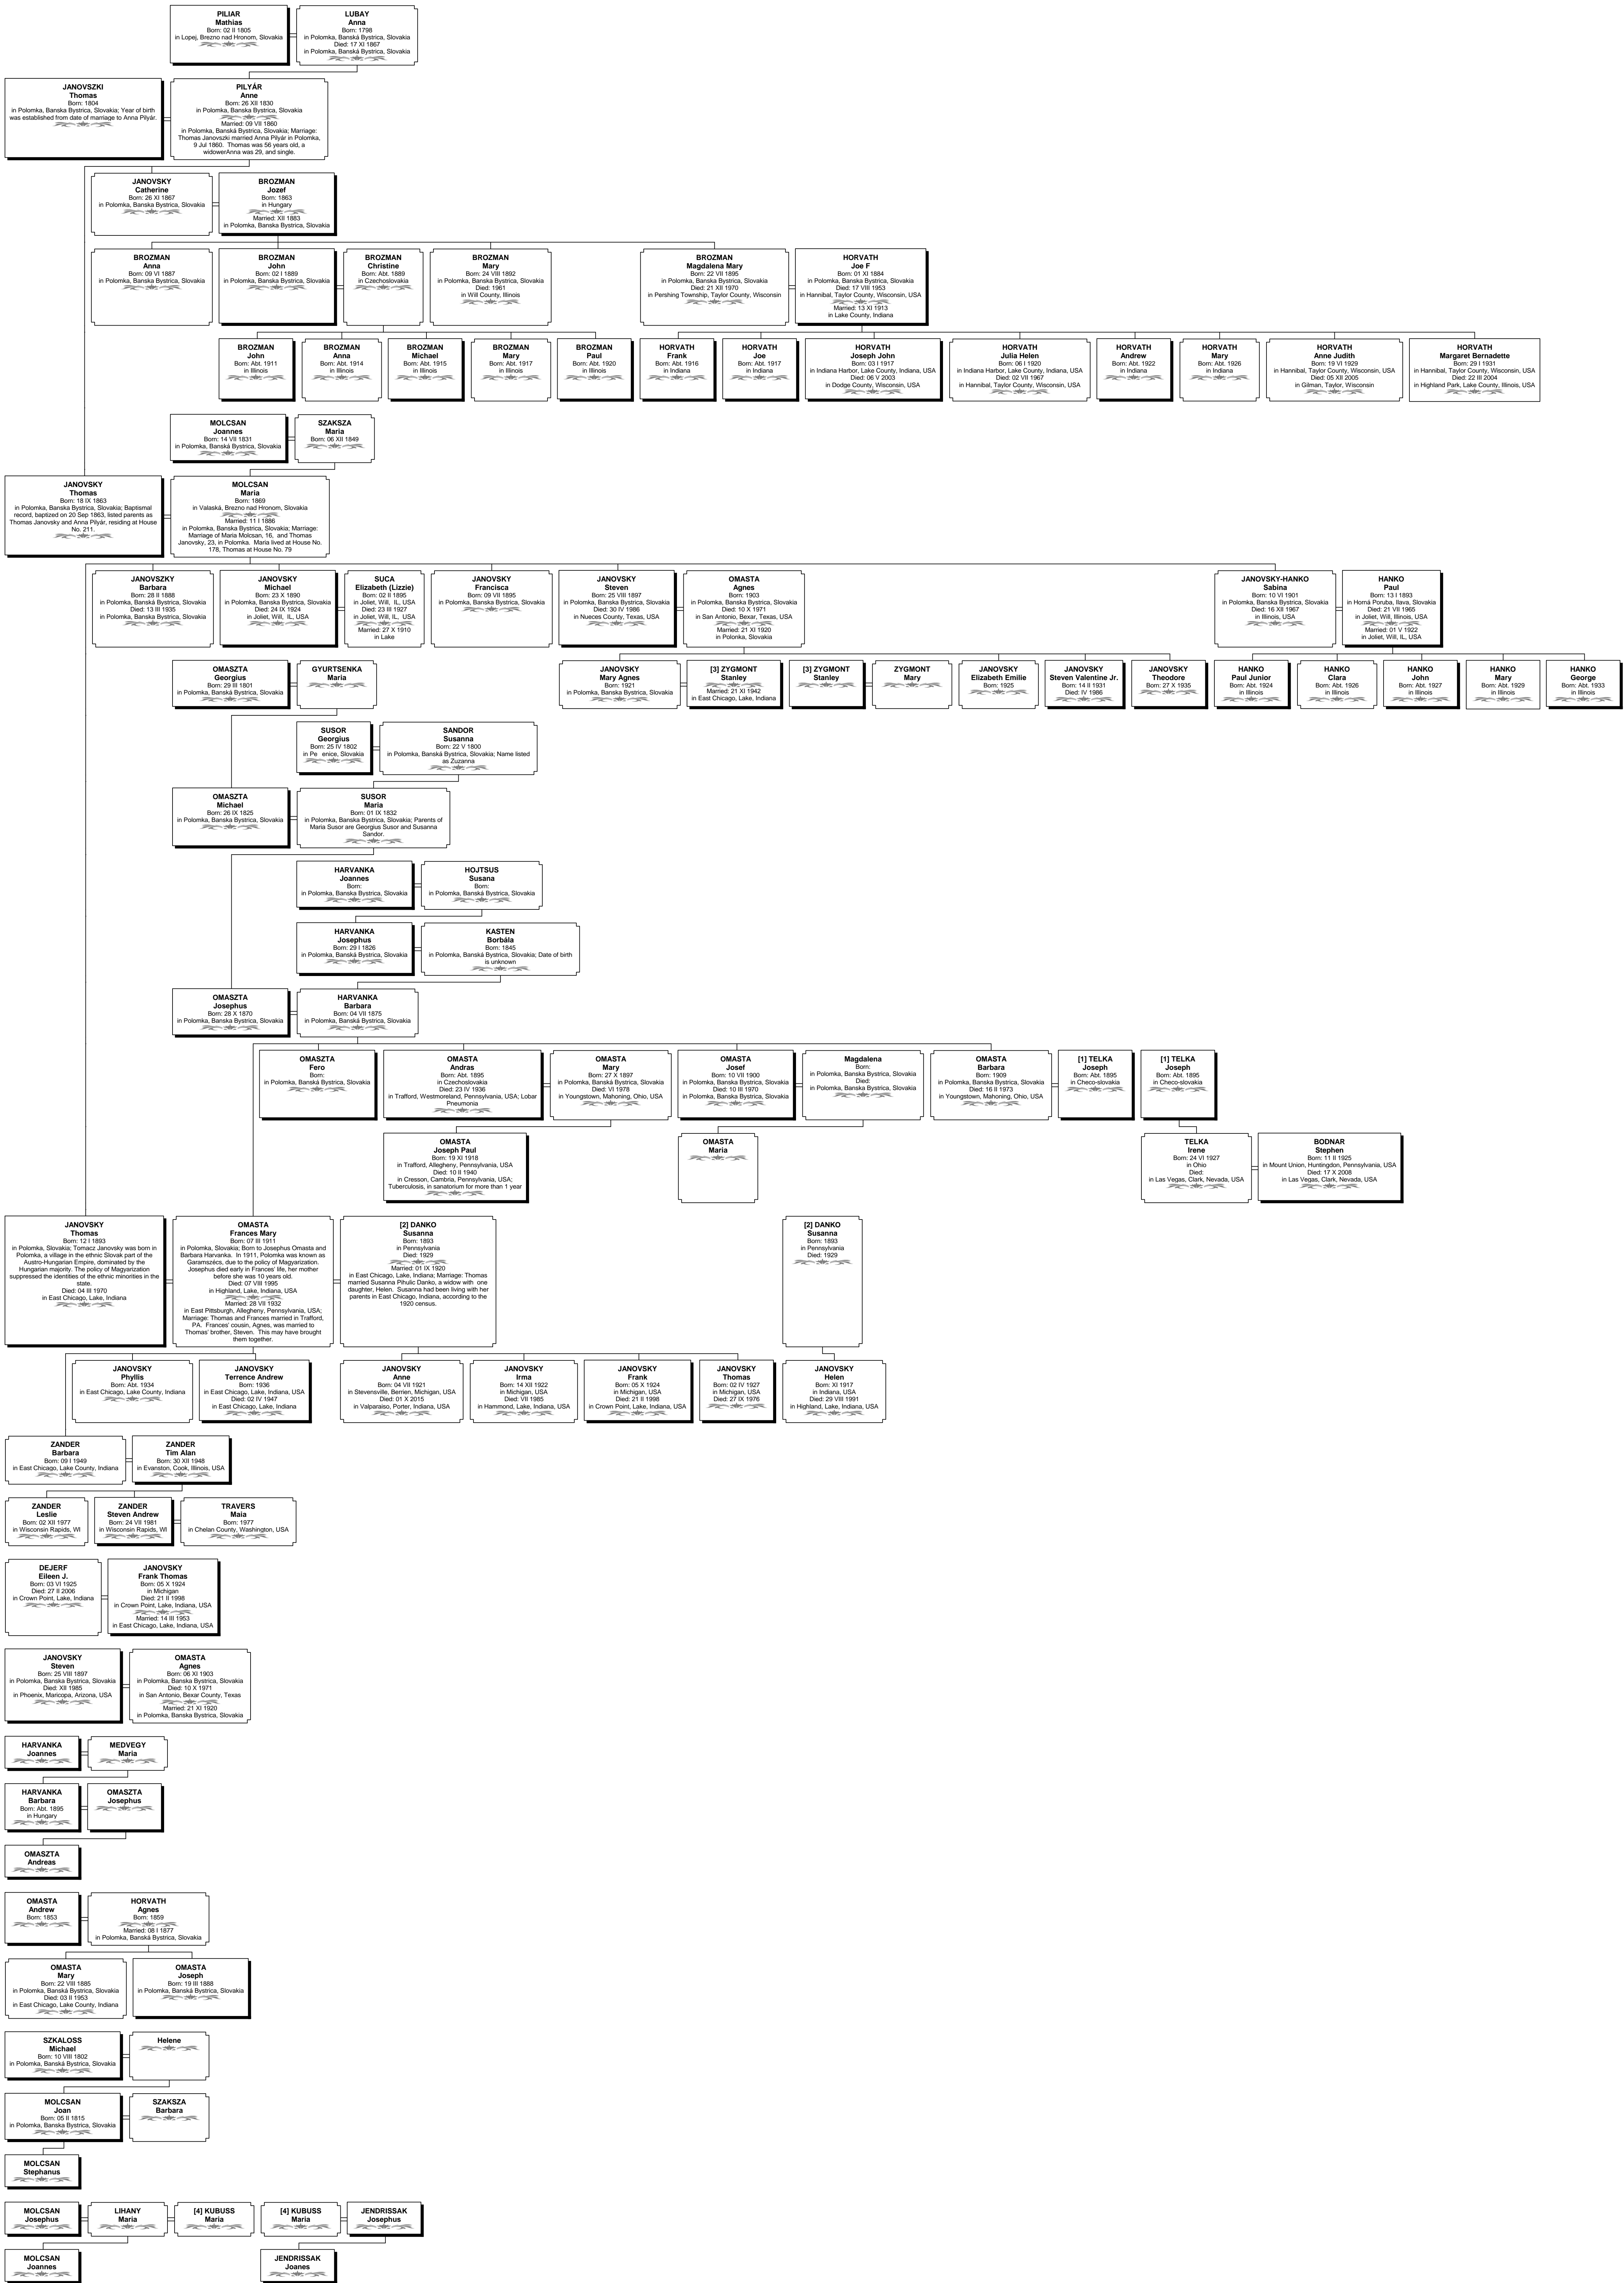 PILIAR
Mathias
Born: 02 II 1805
in Lopej, Brezno nad Hronom, Slovakia
LUBAY
Anna
Born: 1798
in Polomka, Banská Bystrica, Slovakia
Died: 17 XI 1867
in Polomka, Banská Bystrica, Slovakia
JANOVSZKI
Thomas
Born: 1804
in Polomka, Banska Bystrica, Slovakia; Year of birth
was established from date of marriage to Anna Pilyár.
PILYÁR
Anne
Born: 26 XII 1830
in Polomka, Banska Bystrica, Slovakia
Married: 09 VII 1860
in Polomka, Banská Bystrica, Slovakia; Marriage:
Thomas Janovszki married Anna Pilyár in Polomka,
9 Jul 1860. Thomas was 56 years old, a
widowerAnna was 29, and single.
JANOVSKY
Catherine
Born: 26 XI 1867
in Polomka, Banska Bystrica, Slovakia
BROZMAN
Jozef
Born: 1863
in Hungary
Married: XII 1883
in Polomka, Banska Bystrica, Slovakia
BROZMAN
Anna
Born: 09 VI 1887
in Polomka, Banska Bystrica, Slovakia
BROZMAN
John
Born: 02 I 1889
in Polomka, Banska Bystrica, Slovakia
BROZMAN
Christine
Born: Abt. 1889
in Czechoslovakia
BROZMAN
Mary
Born: 24 VIII 1892
in Polomka, Banska Bystrica, Slovakia
Died: 1961
in Will County, Illinois
BROZMAN
Magdalena Mary
Born: 22 VII 1895
in Polomka, Banska Bystrica, Slovakia
Died: 21 XII 1970
in Pershing Township, Taylor County, Wisconsin
HORVATH
Joe F
Born: 01 XI 1884
in Polomka, Banska Bystrica, Slovakia
Died: 17 VIII 1953
in Hannibal, Taylor County, Wisconsin, USA
Married: 13 XI 1913
in Lake County, Indiana
BROZMAN
John
Born: Abt. 1911
in Illinois
BROZMAN
Anna
Born: Abt. 1914
in Illinois
BROZMAN
Michael
Born: Abt. 1915
in Illinois
BROZMAN
Mary
Born: Abt. 1917
in Illinois
BROZMAN
Paul
Born: Abt. 1920
in Illinois
HORVATH
Frank
Born: Abt. 1916
in Indiana
HORVATH
Joe
Born: Abt. 1917
in Indiana
HORVATH
Joseph John
Born: 03 I 1917
in Indiana Harbor, Lake County, Indiana, USA
Died: 06 V 2003
in Dodge County, Wisconsin, USA
HORVATH
Julia Helen
Born: 06 I 1920
in Indiana Harbor, Lake County, Indiana, USA
Died: 02 VII 1967
in Hannibal, Taylor County, Wisconsin, USA
HORVATH
Andrew
Born: Abt. 1922
in Indiana
HORVATH
Mary
Born: Abt. 1926
in Indiana
HORVATH
Anne Judith
Born: 19 VI 1929
in Hannibal, Taylor County, Wisconsin, USA
Died: 05 XII 2005
in Gilman, Taylor, Wisconsin
HORVATH
Margaret Bernadette
Born: 29 I 1931
in Hannibal, Taylor County, Wisconsin, USA
Died: 22 III 2004
in Highland Park, Lake County, Illinois, USA
MOLCSAN
Joannes
Born: 14 VII 1831
in Polomka, Banská Bystrica, Slovakia
SZAKSZA
Maria
Born: 06 XII 1849
JANOVSKY
Thomas
Born: 18 IX 1863
in Polomka, Banska Bystrica, Slovakia; Baptismal
record, baptized on 20 Sep 1863, listed parents as
Thomas Janovsky and Anna Pilyár, residing at House
No. 211.
MOLCSAN
Maria
Born: 1869
in Valaská, Brezno nad Hronom, Slovakia
Married: 11 I 1886
in Polomka, Banska Bystrica, Slovakia; Marriage:
Marriage of Maria Molcsan, 16, and Thomas
Janovsky, 23, in Polomka. Maria lived at House No.
178, Thomas at House No. 79
JANOVSZKY
Barbara
Born: 28 II 1888
in Polomka, Banská Bystrica, Slovakia
Died: 13 III 1935
in Polomka, Banska Bystrica, Slovakia
JANOVSKY
Michael
Born: 23 X 1890
in Polomka, Banska Bystrica, Slovakia
Died: 24 IX 1924
in Joliet, Will, IL, USA
SUCA
Elizabeth (Lizzie)
Born: 02 II 1895
in Joliet, Will, IL, USA
Died: 23 III 1927
in Joliet, Will, IL, USA
Married: 27 X 1910
in Lake
JANOVSKY
Francisca
Born: 09 VII 1895
in Polomka, Banska Bystrica, Slovakia
JANOVSKY
Steven
Born: 25 VIII 1897
in Polomka, Banska Bystrica, Slovakia
Died: 30 IV 1986
in Nueces County, Texas, USA
OMASTA
Agnes
Born: 1903
in Polomka, Banska Bystrica, Slovakia
Died: 10 X 1971
in San Antonio, Bexar, Texas, USA
Married: 21 XI 1920
in Polonka, Slovakia
JANOVSKY-HANKO
Sabina
Born: 10 VI 1901
in Polomka, Banska Bystrica, Slovakia
Died: 16 XII 1967
in Illinois, USA
HANKO
Paul
Born: 13 I 1893
in Horná Poruba, Ilava, Slovakia
Died: 21 VII 1965
in Joliet, Will, Illinois, USA
Married: 01 V 1922
in Joliet, Will, IL, USA
OMASZTA
Georgius
Born: 29 III 1801
in Polomka, Banská Bystrica, Slovakia
GYURTSENKA
Maria
JANOVSKY
Mary Agnes
Born: 1921
in Polomka, Banská Bystrica, Slovakia
[3] ZYGMONT
Stanley
Married: 21 XI 1942
in East Chicago, Lake, Indiana
[3] ZYGMONT
Stanley
ZYGMONT
Mary
JANOVSKY
Elizabeth Emilie
Born: 1925
JANOVSKY
Steven Valentine Jr.
Born: 14 II 1931
Died: IV 1986
JANOVSKY
Theodore
Born: 27 X 1935
HANKO
Paul Junior
Born: Abt. 1924
in Illinois
HANKO
Clara
Born: Abt. 1926
in Illinois
HANKO
John
Born: Abt. 1927
in Illinois
HANKO
Mary
Born: Abt. 1929
in Illinois
HANKO
George
Born: Abt. 1933
in Illinois
SUSOR
Georgius
Born: 25 IV 1802
in Pe enice, Slovakia
SANDOR
Susanna
Born: 22 V 1800
in Polomka, Banská Bystrica, Slovakia; Name listed
as Zuzanna
OMASZTA
Michael
Born: 26 IX 1825
in Polomka, Banská Bystrica, Slovakia
SUSOR
Maria
Born: 01 IX 1832
in Polomka, Banská Bystrica, Slovakia; Parents of
Maria Susor are Georgius Susor and Susanna
Sandor.
HARVANKA
Joannes
Born:
in Polomka, Banska Bystrica, Slovakia
HOJTSUS
Susana
Born:
in Polomka, Banská Bystrica, Slovakia
HARVANKA
Josephus
Born: 29 I 1826
in Polomka, Banská Bystrica, Slovakia
KASTEN
Borbála
Born: 1845
in Polomka, Banská Bystrica, Slovakia; Date of birth
is unknown
OMASZTA
Josephus
Born: 28 X 1870
in Polomka, Banska Bystrica, Slovakia
HARVANKA
Barbara
Born: 04 VII 1875
in Polomka, Banská Bystrica, Slovakia
OMASZTA
Fero
Born:
in Polomka, Banská Bystrica, Slovakia
OMASTA
Andras
Born: Abt. 1895
in Czechoslovakia
Died: 23 IV 1936
in Trafford, Westmoreland, Pennsylvania, USA; Lobar
Pneumonia
OMASTA
Mary
Born: 27 X 1897
in Polomka, Banská Bystrica, Slovakia
Died: VI 1978
in Youngstown, Mahoning, Ohio, USA
OMASTA
Josef
Born: 10 VII 1900
in Polomka, Banská Bystrica, Slovakia
Died: 10 III 1970
in Polomka, Banská Bystrica, Slovakia
Magdalena
Born:
in Polomka, Banska Bystrica, Slovakia
Died:
in Polomka, Banska Bystrica, Slovakia
OMASTA
Barbara
Born: 1909
in Polomka, Banská Bystrica, Slovakia
Died: 16 II 1973
in Youngstown, Mahoning, Ohio, USA
[1] TELKA
Joseph
Born: Abt. 1895
in Checo-slovakia
[1] TELKA
Joseph
Born: Abt. 1895
in Checo-slovakia
OMASTA
Joseph Paul
Born: 19 XI 1918
in Trafford, Allegheny, Pennsylvania, USA
Died: 10 II 1940
in Cresson, Cambria, Pennsylvania, USA;
Tuberculosis, in sanatorium for more than 1 year
OMASTA
Maria
TELKA
Irene
Born: 24 VI 1927
in Ohio
Died:
in Las Vegas, Clark, Nevada, USA
BODNAR
Stephen
Born: 11 II 1925
in Mount Union, Huntingdon, Pennsylvania, USA
Died: 17 X 2008
in Las Vegas, Clark, Nevada, USA
JANOVSKY
Thomas
Born: 12 I 1893
in Polomka, Slovakia; Tomacz Janovsky was born in
Polomka, a village in the ethnic Slovak part of the
Austro-Hungarian Empire, dominated by the
Hungarian majority. The policy of Magyarization
suppressed the identities of the ethnic minorities in the
state.
Died: 04 III 1970
in East Chicago, Lake, Indiana
OMASTA
Frances Mary
Born: 07 III 1911
in Polomka, Slovakia; Born to Josephus Omasta and
Barbara Harvanka. In 1911, Polomka was known as
Garamszécs, due to the policy of Magyarization.
Josephus died early in Frances' life, her mother
before she was 10 years old.
Died: 07 VIII 1995
in Highland, Lake, Indiana, USA
Married: 28 VII 1932
in East Pittsburgh, Allegheny, Pennsylvania, USA;
Marriage: Thomas and Frances married in Trafford,
PA. Frances' cousin, Agnes, was married to
Thomas' brother, Steven. This may have brought
them together.
[2] DANKO
Susanna
Born: 1893
in Pennsylvania
Died: 1929
Married: 01 IX 1920
in East Chicago, Lake, Indiana; Marriage: Thomas
married Susanna Pihulic Danko, a widow with one
daughter, Helen. Susanna had been living with her
parents in East Chicago, Indiana, according to the
1920 census.
[2] DANKO
Susanna
Born: 1893
in Pennsylvania
Died: 1929
JANOVSKY
Phyllis
Born: Abt. 1934
in East Chicago, Lake County, Indiana
JANOVSKY
Terrence Andrew
Born: 1936
in East Chicago, Lake, Indiana, USA
Died: 02 IV 1947
in East Chicago, Lake, Indiana
JANOVSKY
Anne
Born: 04 VII 1921
in Stevensville, Berrien, Michigan, USA
Died: 01 X 2015
in Valparaiso, Porter, Indiana, USA
JANOVSKY
Irma
Born: 14 XII 1922
in Michigan, USA
Died: VII 1985
in Hammond, Lake, Indiana, USA
JANOVSKY
Frank
Born: 05 X 1924
in Michigan, USA
Died: 21 II 1998
in Crown Point, Lake, Indiana, USA
JANOVSKY
Thomas
Born: 02 IV 1927
in Michigan, USA
Died: 27 IX 1976
JANOVSKY
Helen
Born: XI 1917
in Indiana, USA
Died: 29 VIII 1991
in Highland, Lake, Indiana, USA
ZANDER
Barbara
Born: 09 I 1949
in East Chicago, Lake County, Indiana
ZANDER
Tim Alan
Born: 30 XII 1948
in Evanston, Cook, Illinois, USA
ZANDER
Leslie
Born: 02 XII 1977
in Wisconsin Rapids, WI
ZANDER
Steven Andrew
Born: 24 VII 1981
in Wisconsin Rapids, WI
TRAVERS
Maia
Born: 1977
in Chelan County, Washington, USA
DEJERF
Eileen J.
Born: 03 VI 1925
Died: 27 II 2006
in Crown Point, Lake, Indiana
JANOVSKY
Frank Thomas
Born: 05 X 1924
in Michigan
Died: 21 II 1998
in Crown Point, Lake, Indiana, USA
Married: 14 III 1953
in East Chicago, Lake, Indiana, USA
JANOVSKY
Steven
Born: 25 VIII 1897
in Polomka, Banska Bystrica, Slovakia
Died: XII 1985
in Phoenix, Maricopa, Arizona, USA
OMASTA
Agnes
Born: 06 XI 1903
in Polomka, Banska Bystrica, Slovakia
Died: 10 X 1971
in San Antonio, Bexar County, Texas
Married: 21 XI 1920
in Polomka, Banska Bystrica, Slovakia
HARVANKA
Joannes
MEDVEGY
Maria
HARVANKA
Barbara
Born: Abt. 1895
in Hungary
OMASZTA
Josephus
OMASZTA
Andreas
OMASTA
Andrew
Born: 1853
HORVATH
Agnes
Born: 1859
Married: 08 I 1877
in Polomka, Banská Bystrica, Slovakia
OMASTA
Mary
Born: 22 VIII 1885
in Polomka, Banská Bystrica, Slovakia
Died: 03 II 1953
in East Chicago, Lake County, Indiana
OMASTA
Joseph
Born: 19 III 1888
in Polomka, Banská Bystrica, Slovakia
SZKALOSS
Michael
Born: 10 VIII 1802
in Polomka, Banská Bystrica, Slovakia
Helene
MOLCSAN
Joan
Born: 05 II 1815
in Polomka, Banska Bystrica, Slovakia
SZAKSZA
Barbara
MOLCSAN
Stephanus
MOLCSAN
Josephus
LIHANY
Maria
[4] KUBUSS
Maria
[4] KUBUSS
Maria
JENDRISSAK
Josephus
MOLCSAN
Joannes
JENDRISSAK
Joanes